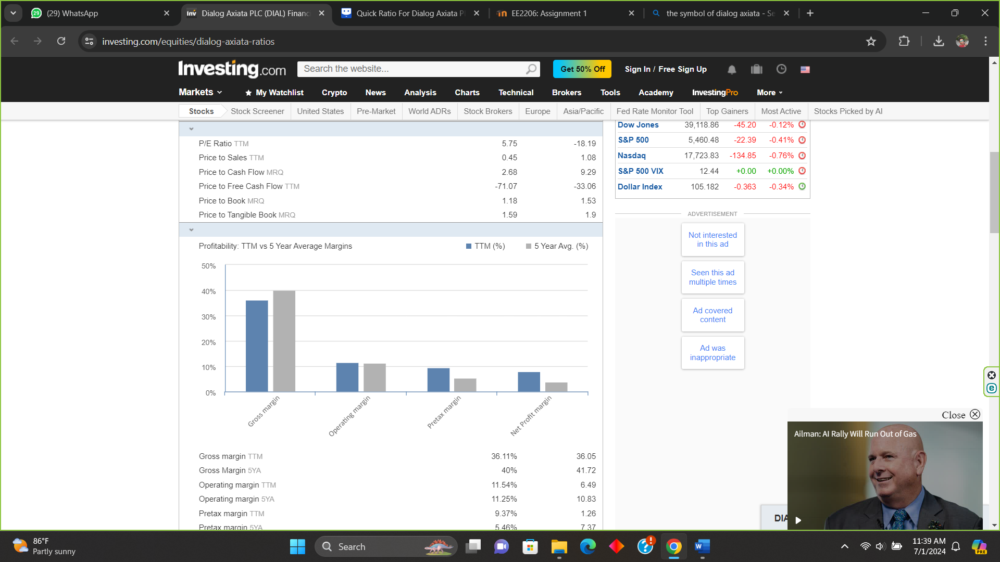 (29) WhatsApp
Dialog Axiata PLC (DIAL) Financ
Quick Ratio For Dialog Axiata P
EE2206: Assignment 1
the symbol of dialog axiata - Se
investing.com/equities/dialog-axiata-ratios
Investing.com
Search the website...
Get 50% Off
Sign In / Free Sign Up
Markets
My Watchlist
Crypto
News
Analysis
Charts
Technical
Brokers
Tools
Academy
InvestingPro
More
Stocks
Stock Screener
United States
Pre-Market
World ADRs
Stock Brokers
Europe
Asia/Pacific
Fed Rate Monitor Tool
Top Gainers
Most Active
Stocks Picked by AI
P/E Ratio TTM 5.75 -18.19
Price to Sales TTM 0.45 1.08
Price to Cash Flow MRQ 2.68 9.29
Price to Free Cash Flow TTM -71.07 -33.06
Price to Book MRQ 1.18 1.53
Price to Tangible Book MRQ 1.59 1.9
Dow Jones 39,118.86 -45.20 -0.12%
S&P 500 5,460.48 -22.39 -0.41%
Nasdaq 17,723.83 -134.85 -0.76%
S&P 500 VIX 12.44 +0.00 +0.00%
Dollar Index 105.182 -0.363 -0.34%
ADVERTISEMENT
Not interested
in this ad
Seen this ad
multiple times
Ad covered
content
Ad was
inappropriate
Profitability: TTM vs 5 Year Average Margins
TTM (%)
5 Year Avg. (%)
50%
40%
30%
20%
10%
0%
Gross margin
Operating margin
Pretax margin
Net Profit margin
Gross margin TTM 36.11% 36.05
Gross Margin 5YA 40% 41.72
Operating margin TTM 11.54% 6.49
Operating margin 5YA 11.25% 10.83
Pretax margin TTM 9.37% 1.26
Pretax margin 5YA 5.46% 7.37
Close
Ailman: AI Rally Will Run Out of Gas
DIA
86°F
Partly sunny
Search
11:39 AM
7/1/2024